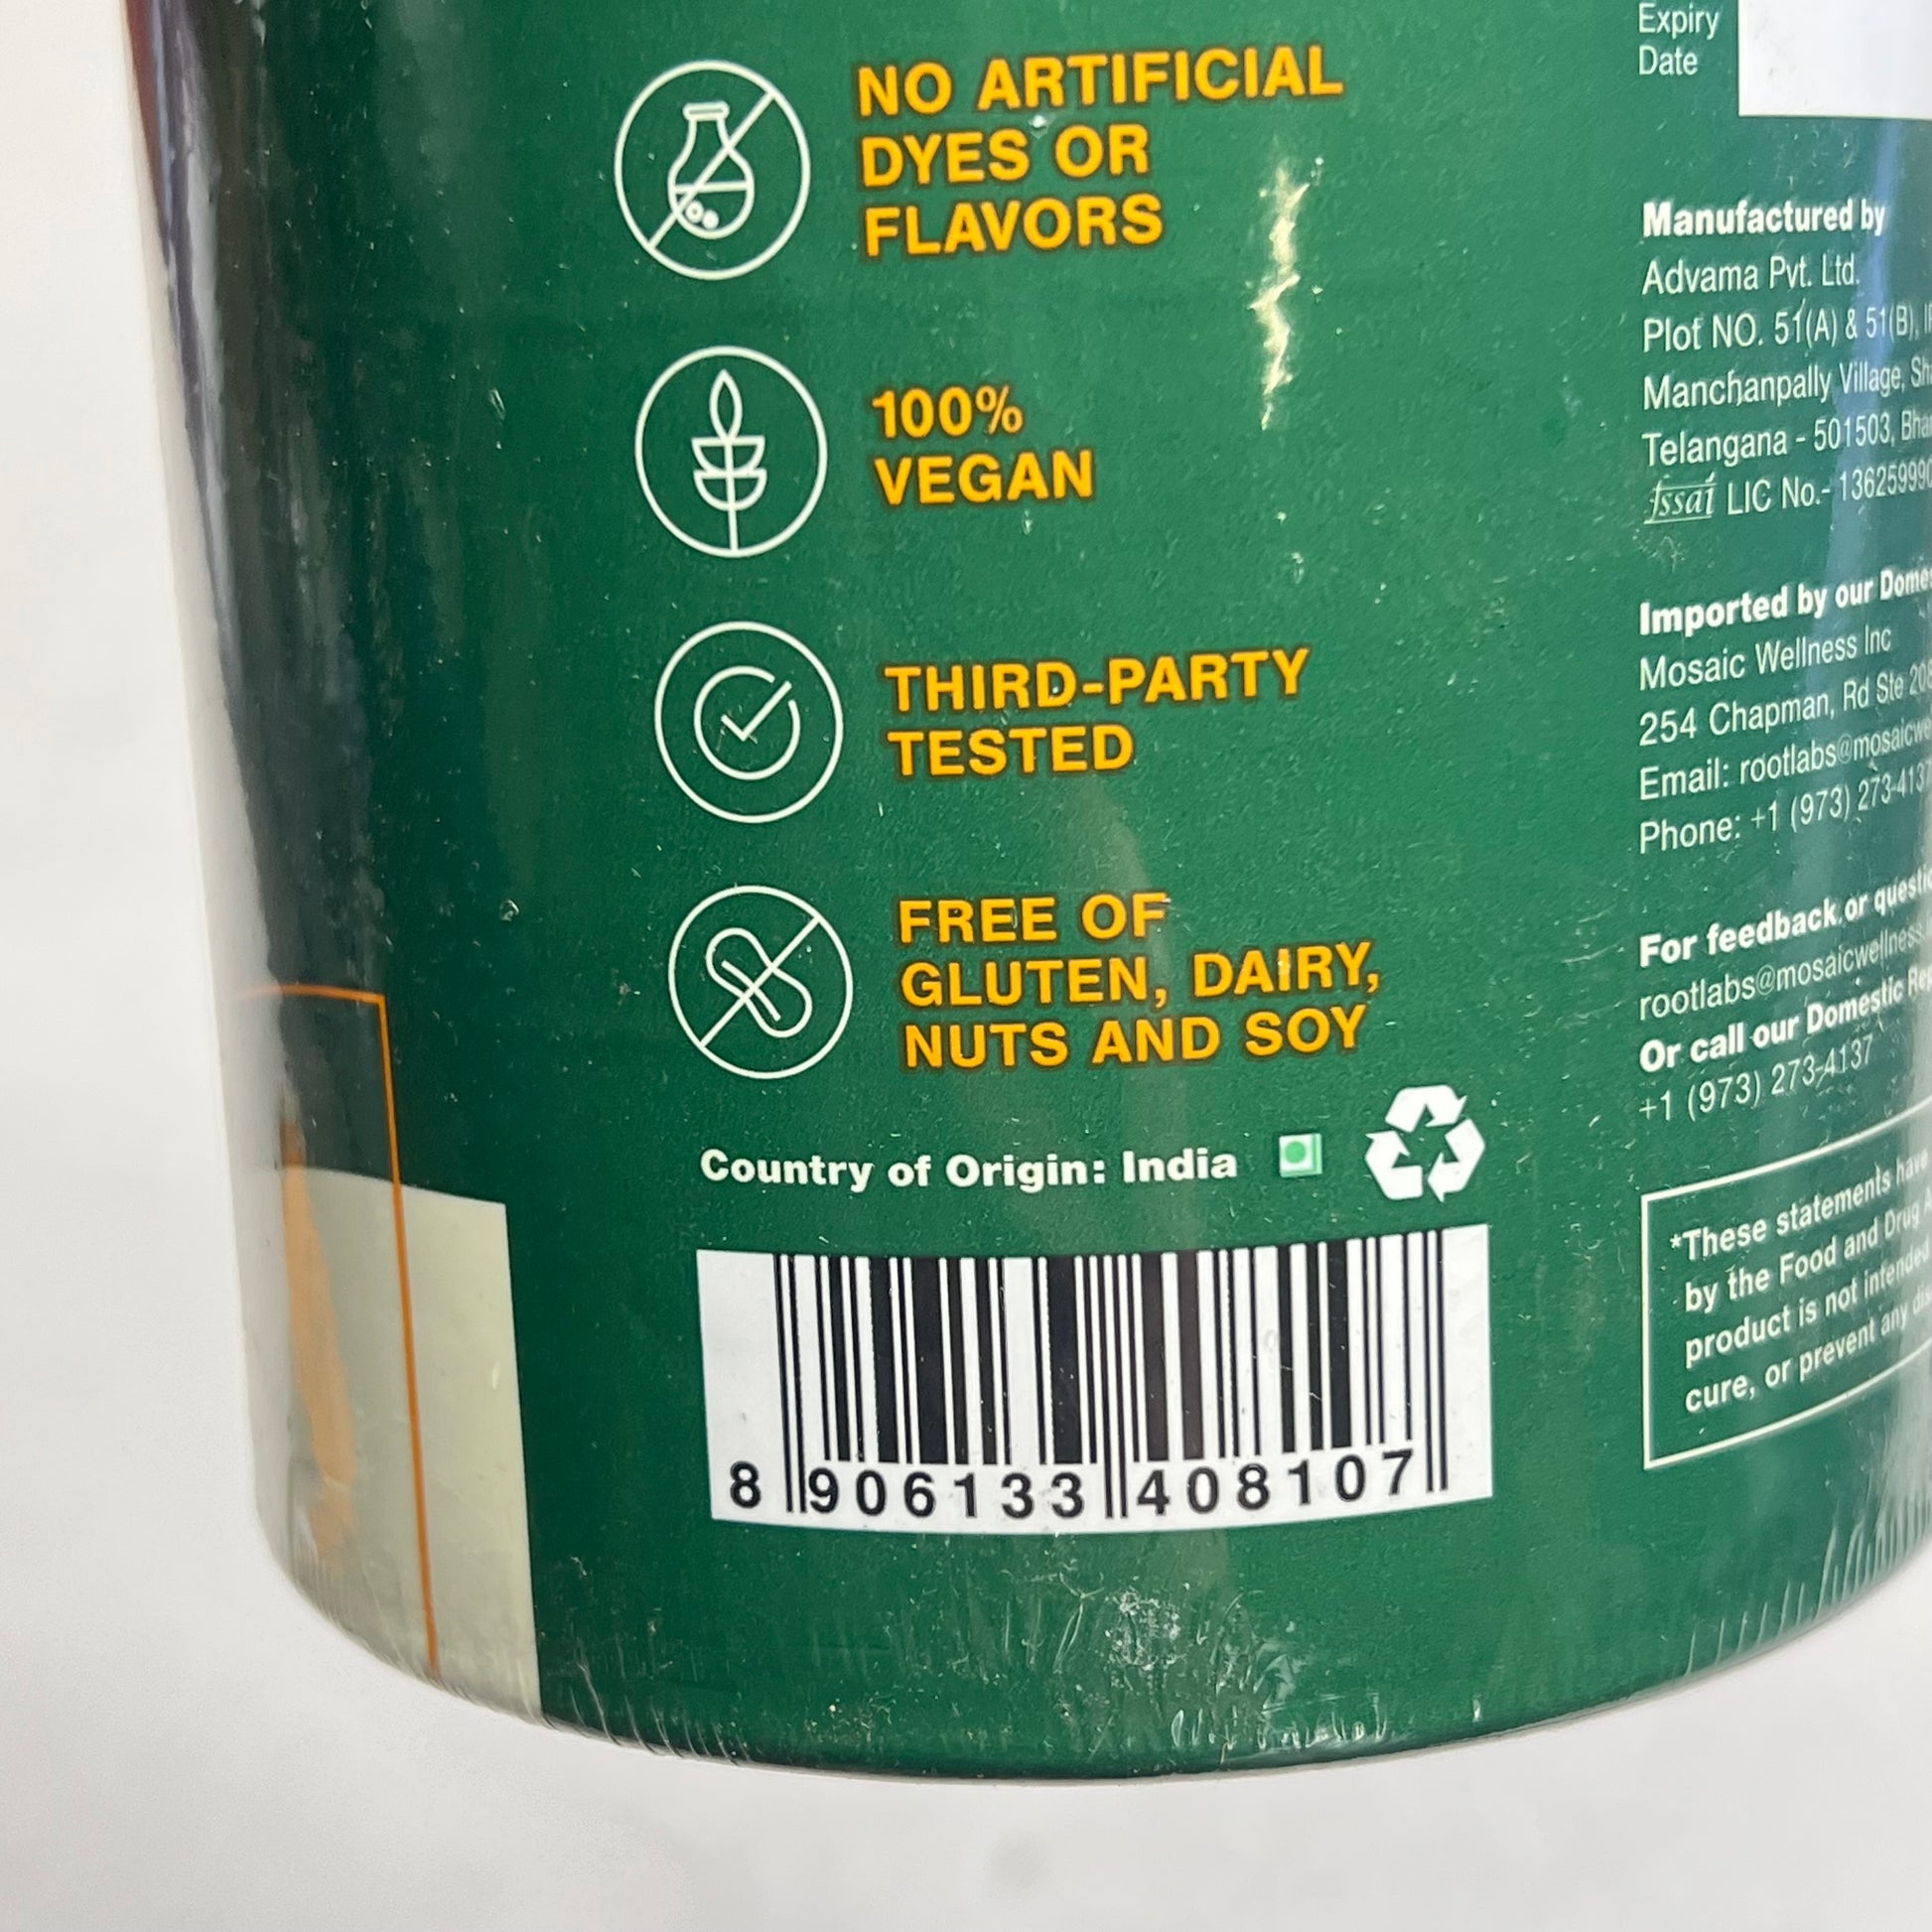 NO ARTIFICIAL
DYES OR
FLAVORS
100%
VEGAN
THIRD-PARTY
TESTED
FREE OF
GLUTEN, DAIRY,
NUTS AND SOY
Country of Origin: India
8 906133 408107
Expiry
Date
Manufactured by
Advama Pvt. Ltd.
Plot NO. 51(A) & 51(B),
Manchanpally Village,
Telangana - 501503,
fssai LIC No.-
Imported by our
Mosaic Wellness Inc
254 Chapman, Rd Ste
Email:
Phone: +1 (973)
For feedback or
Or call our Domestic
+1 (973) 273-4137
*These statements have
by the Food and Drug
product is not intended
cure, or prevent any